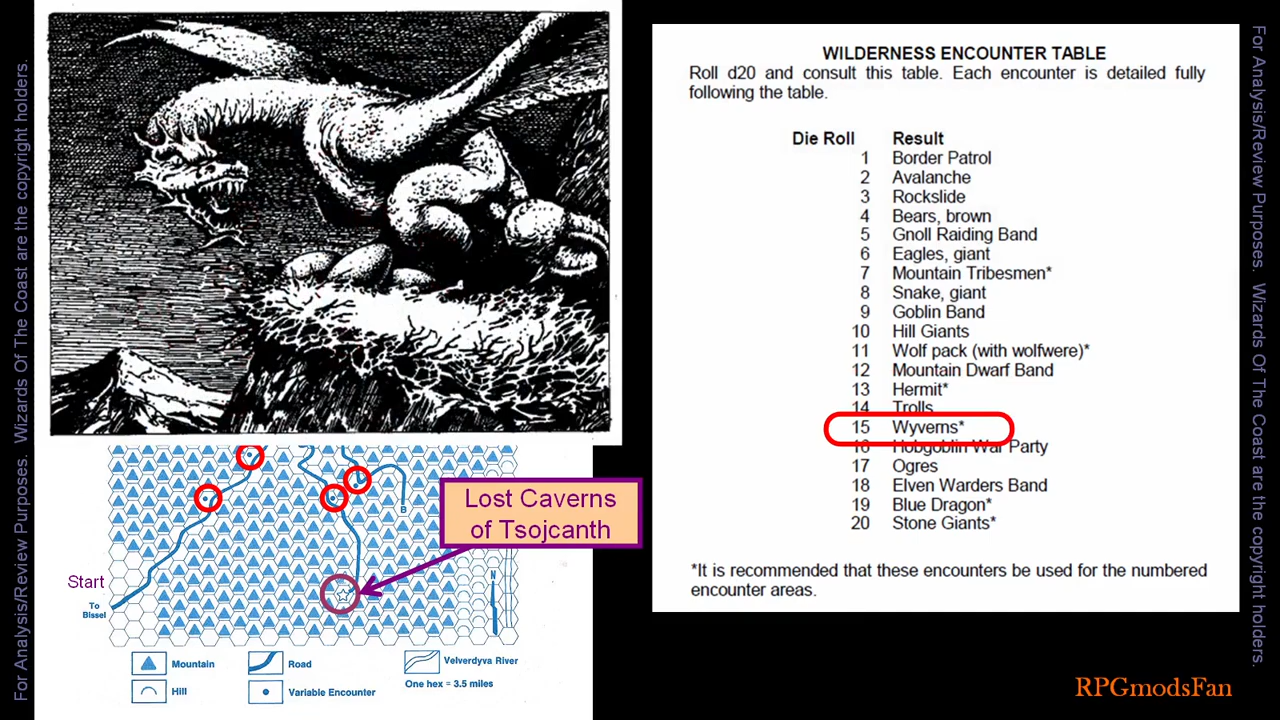 For Analysis/Review Purposes. Wizards Of The Coast are the copyright holders.
WILDERNESS ENCOUNTER TABLE
Roll d20 and consult this table. Each encounter is detailed fully
following the table.
Die Roll Result
1 Border Patrol
2 Avalanche
3 Rockslide
4 Bears, brown
5 Gnoll Raiding Band
6 Eagles, giant
7 Mountain Tribesmen*
8 Snake, giant
9 Goblin Band
10 Hill Giants
11 Wolf pack (with wolfwere)*
12 Mountain Dwarf Band
13 Hermit*
14 Trolls
15 Wyverns*
16 Hobgoblin War Party
17 Ogres
18 Elven Warders Band
19 Blue Dragon*
20 Stone Giants*
*It is recommended that these encounters be used for the numbered
encounter areas.
Lost Caverns
of Tsojcanth
B
N
Start
To
Bissel
Mountain
Road
Velverdyva River
Hill
Variable Encounter
One hex = 3.5 miles
For Analysis/Review Purposes. Wizards Of The Coast are the copyright holders.
RPGmodsFan